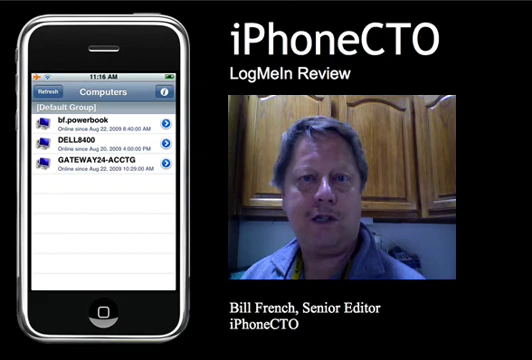 11:16 AM
Refresh
Computers
[Default Group]
bf.powerbook
Online since Aug 22, 2009 8:40:00 AM
DELL8400
Online since Aug 20, 2009 4:00:00 PM
GATEWAY24-ACCTG
Online since Aug 22, 2009 10:29:00 AM
iPhoneCTO
LogMeIn Review
Bill French, Senior Editor
iPhoneCTO